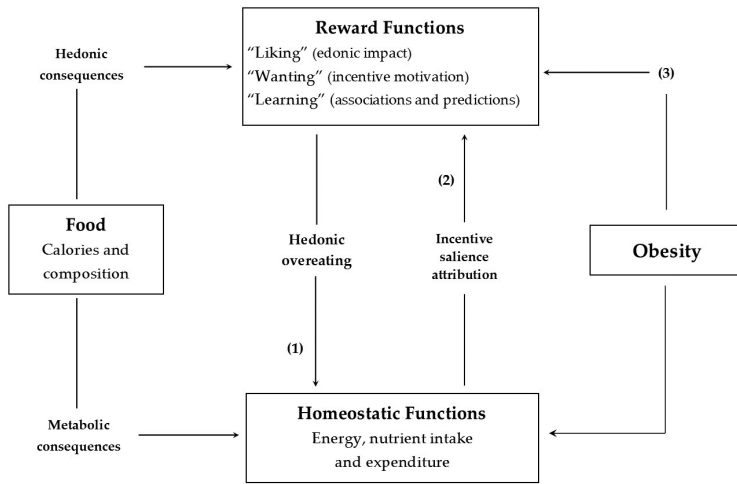 Reward Functions
“Liking” (edonic impact)
“Wanting” (incentive motivation)
“Learning” (associations and predictions)
Hedonic
consequences
(3)
(2)
Food
Calories and
composition
Hedonic
overeating
Incentive
salience
attribution
Obesity
(1)
Metabolic
consequences
Homeostatic Functions
Energy, nutrient intake
and expenditure